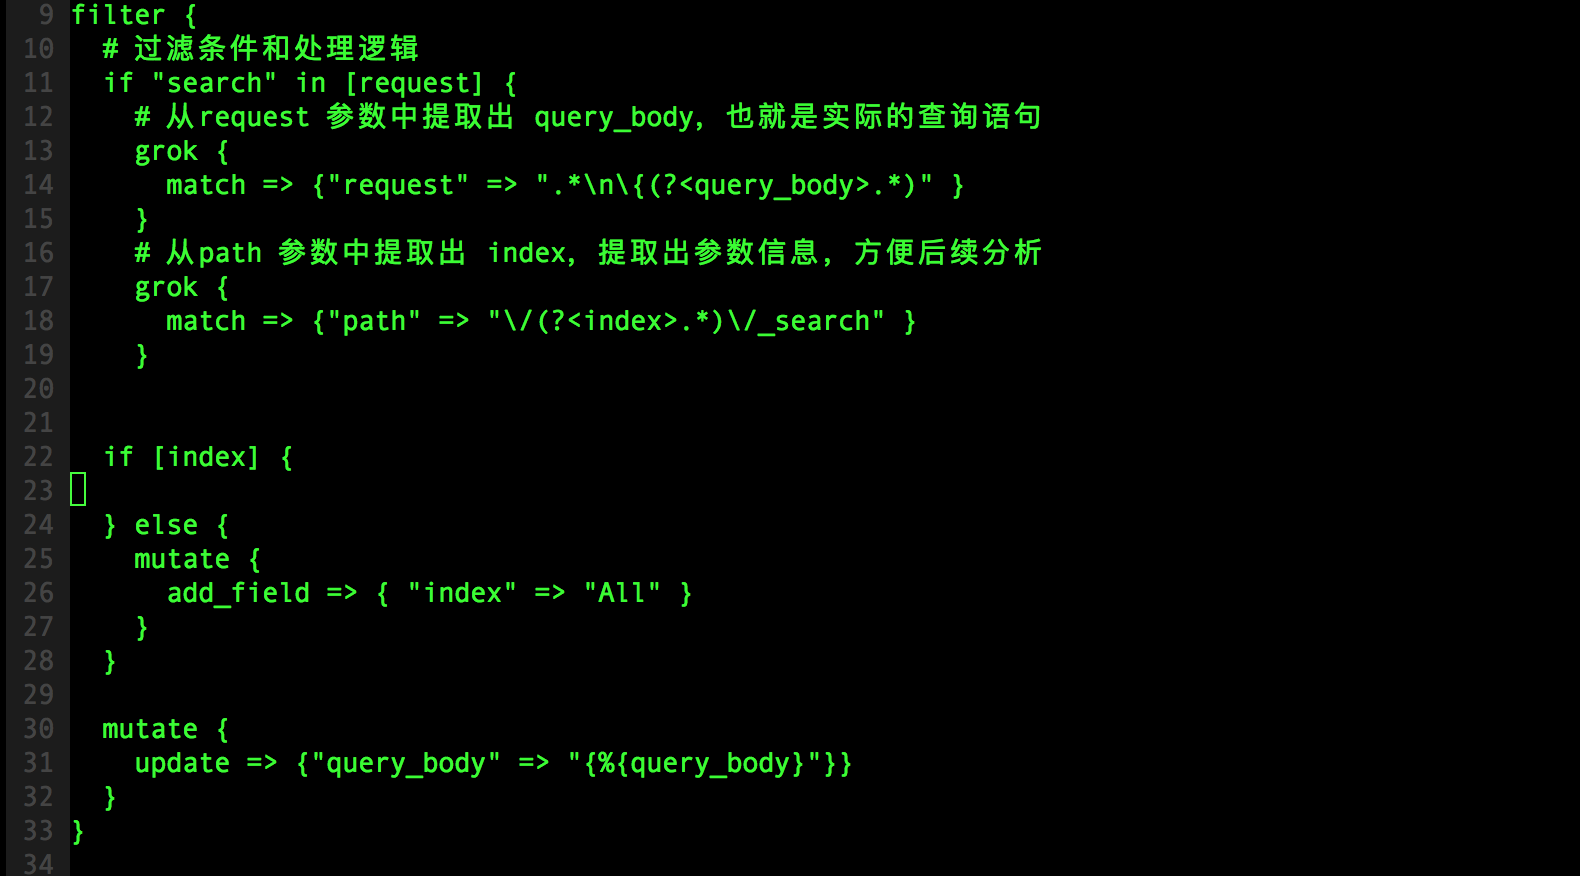 9 filter {
10   # 过滤条件和处理逻辑
11   if "search" in [request] {
12     # 从request 参数中提取出 query_body, 也就是实际的查询语句
13     grok {
14       match => {"request" => ".*\n\{(?<query_body>.*)" }
15     }
16     # 从path 参数中提取出 index, 提取出参数信息, 方便后续分析
17     grok {
18       match => {"path" => "\/(?<index>.*)\/_search" }
19     }
20
21
22   if [index] {
23
24   } else {
25     mutate {
26       add_field => { "index" => "All" }
27     }
28   }
29
30   mutate {
31     update => {"query_body" => "{%{query_body}"}}
32   }
33 }
34